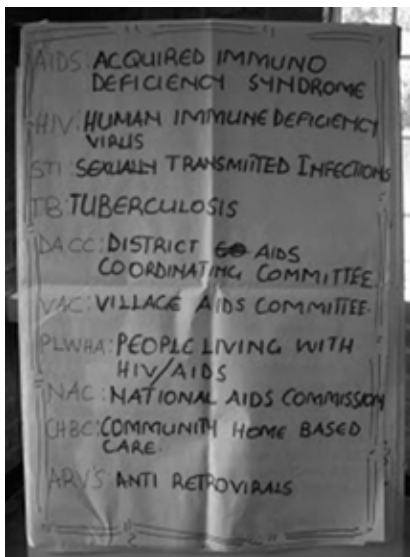 AIDS: ACQUIRED IMMUNO
DEFICIENCY SYNDROME
HIV: HUMAN IMMUNE DEFICIENCY
VIRUS
STI: SEXUALLY TRANSMIITED INFECTIONS
TB: TUBERCULOSIS
DACC: DISTRICT AIDS
COORDINATING COMMITTEE.
VAC: VILLAGE AIDS COMMITTEE.
PLWHA: PEOPLE LIVING WITH
HIV/AIDS
NAC: NATIONAL AIDS COMMISSION
CHBC: COMMUNITY HOME BASED
CARE.
ARV'S: ANTI RETROVIRALS